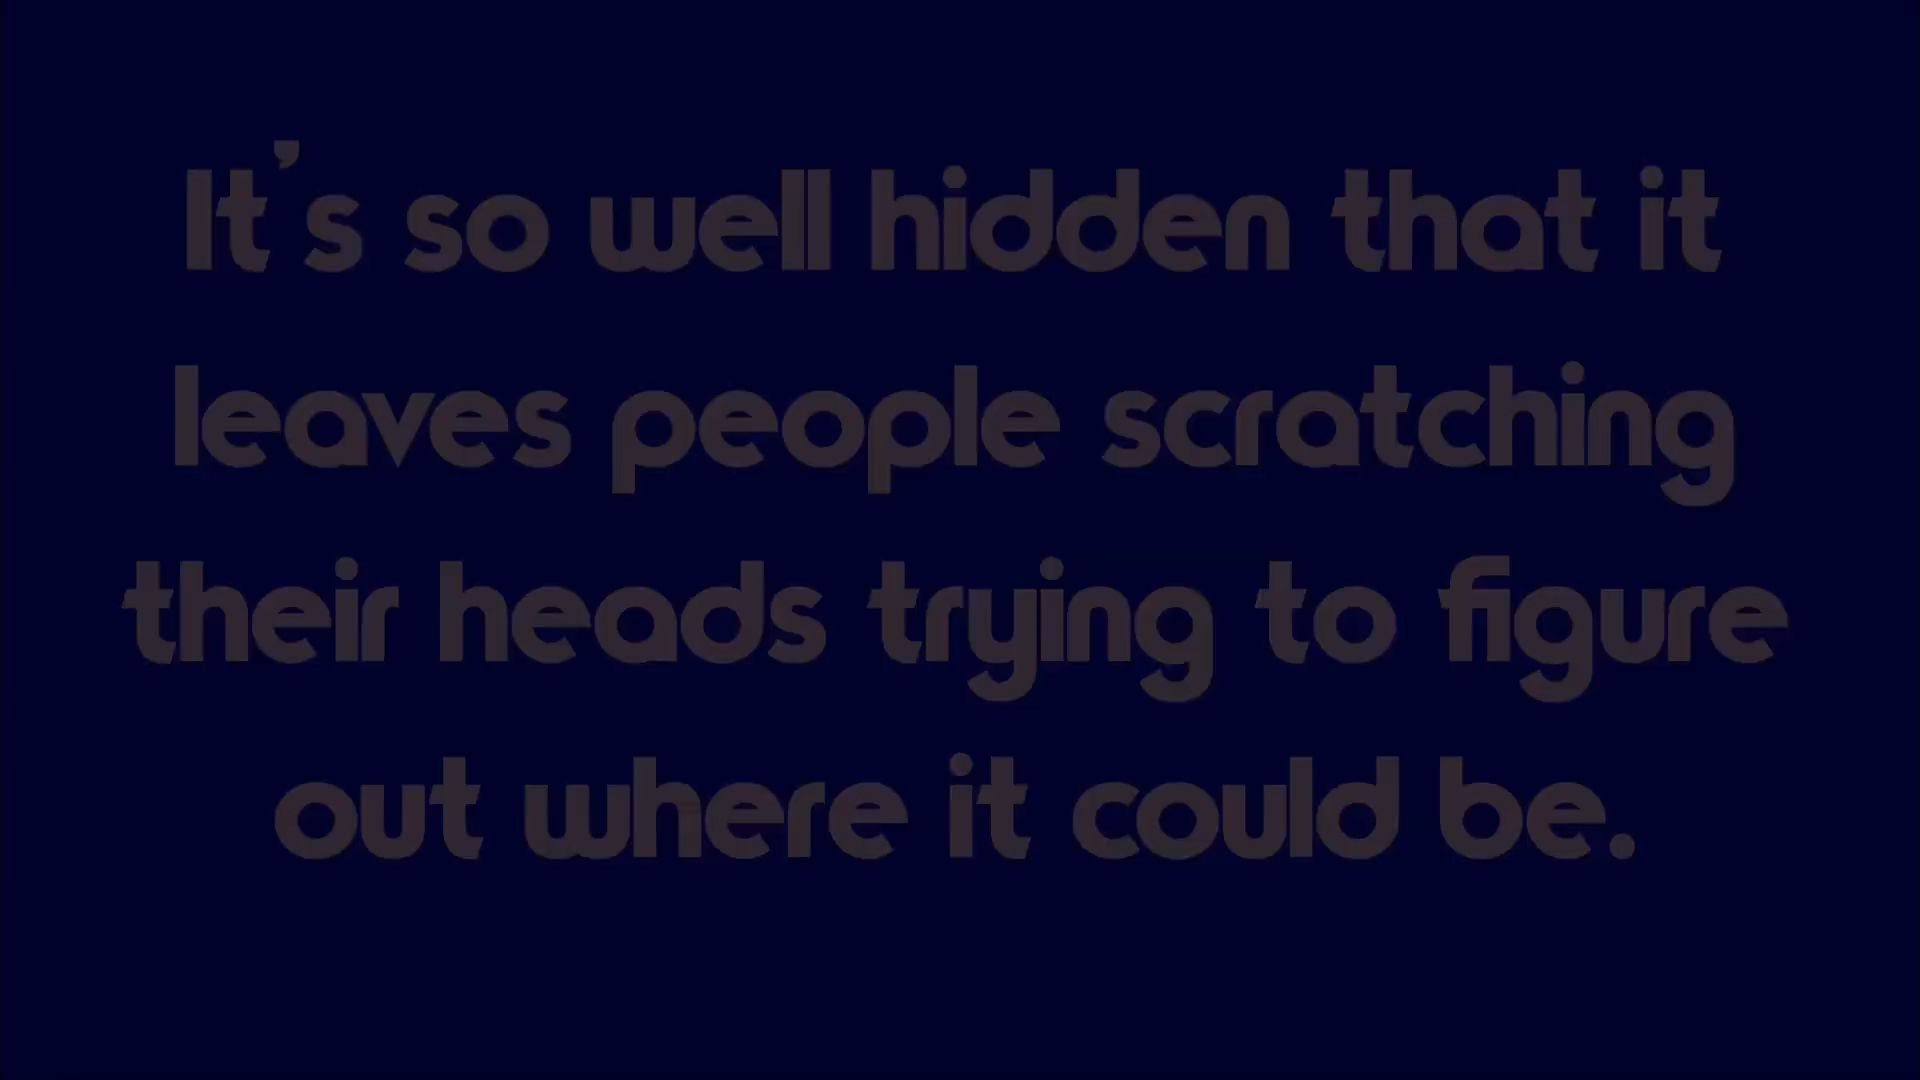 It’s so well hidden that it
leaves people scratching
their heads trying to figure
out where it could be.